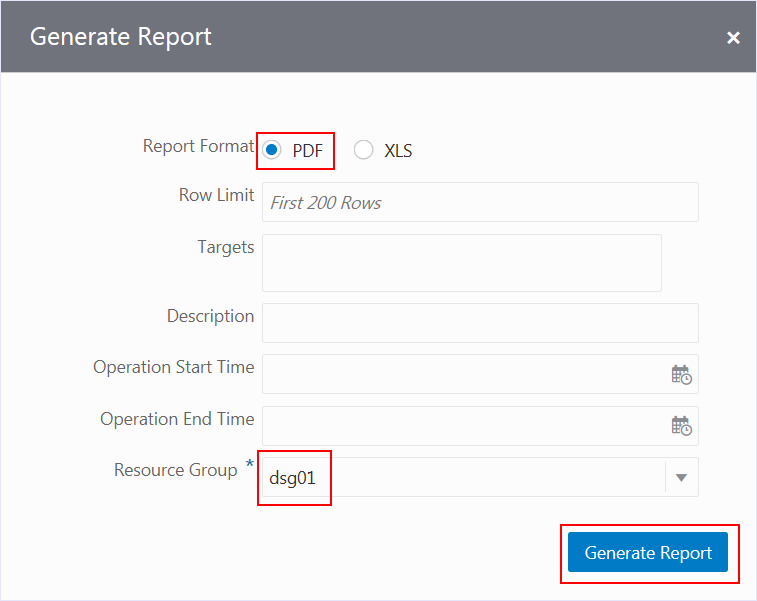 Generate Report ×
Report Format PDF XLS
Row Limit First 200 Rows
Targets
Description
Operation Start Time
Operation End Time
Resource Group * dsg01
Generate Report